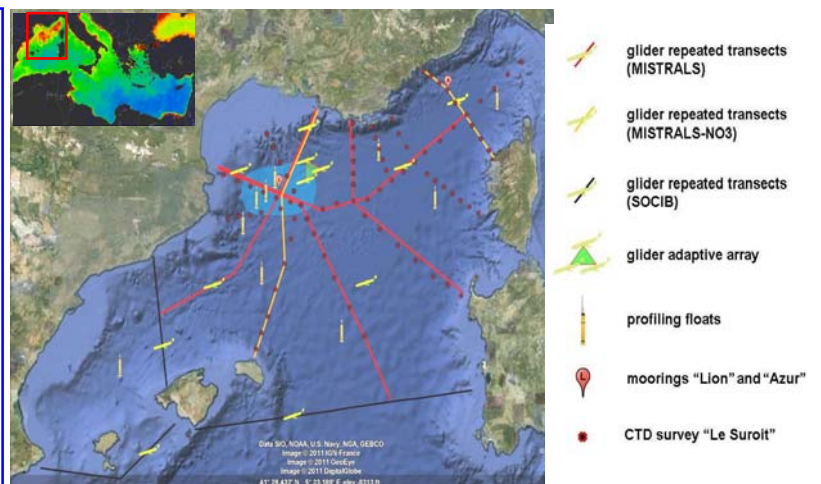 glider repeated transects
(MISTRALS)
glider repeated transects
(MISTRALS-NO3)
glider repeated transects
(SOCIB)
glider adaptive array
profiling floats
L
moorings "Lion" and "Azur"
CTD survey "Le Suroit"
Data SIO, NOAA, U.S. Navy, NGA, GEBCO
Image © 2011 IGN-France
Image © 2011 GeoEye
Image © 2011 DigitalGlobe